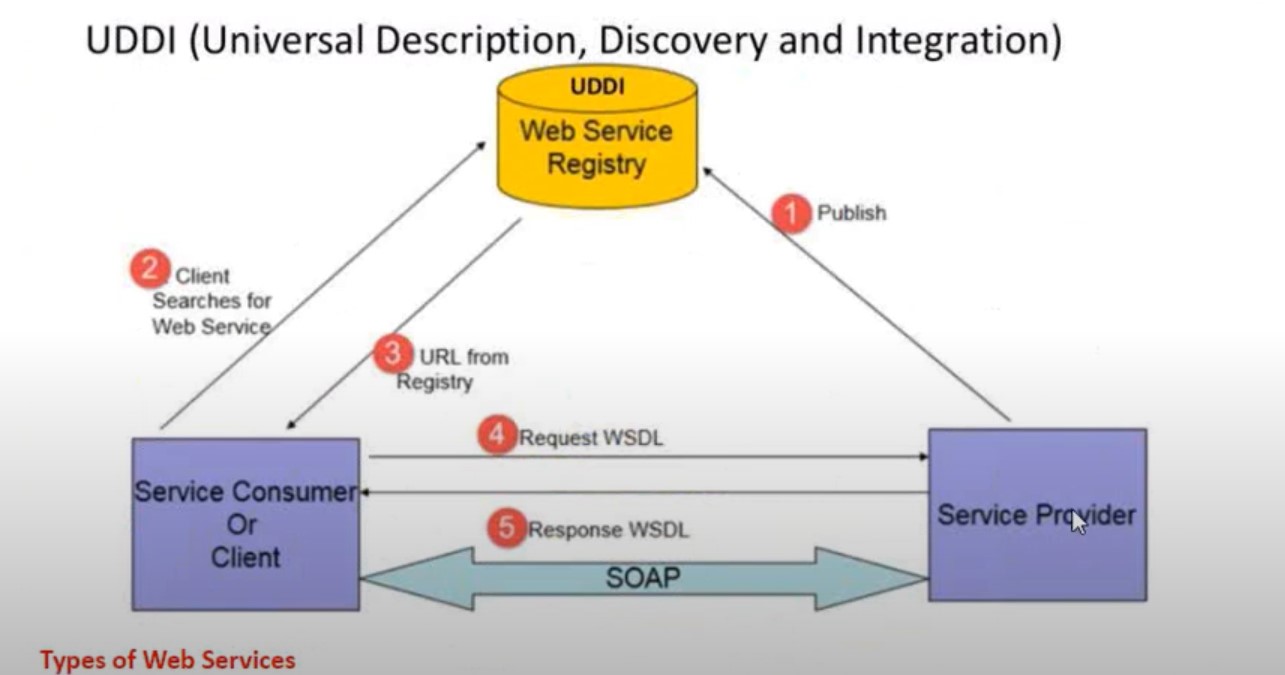 UDDI (Universal Description, Discovery and Integration)
UDDI
Web Service
Registry
1 Publish
2 Client
Searches for
Web Service
3 URL from
Registry
4 Request WSDL
Service Consumer
Or
Client
Service Provider
5 Response WSDL
SOAP
Types of Web Services